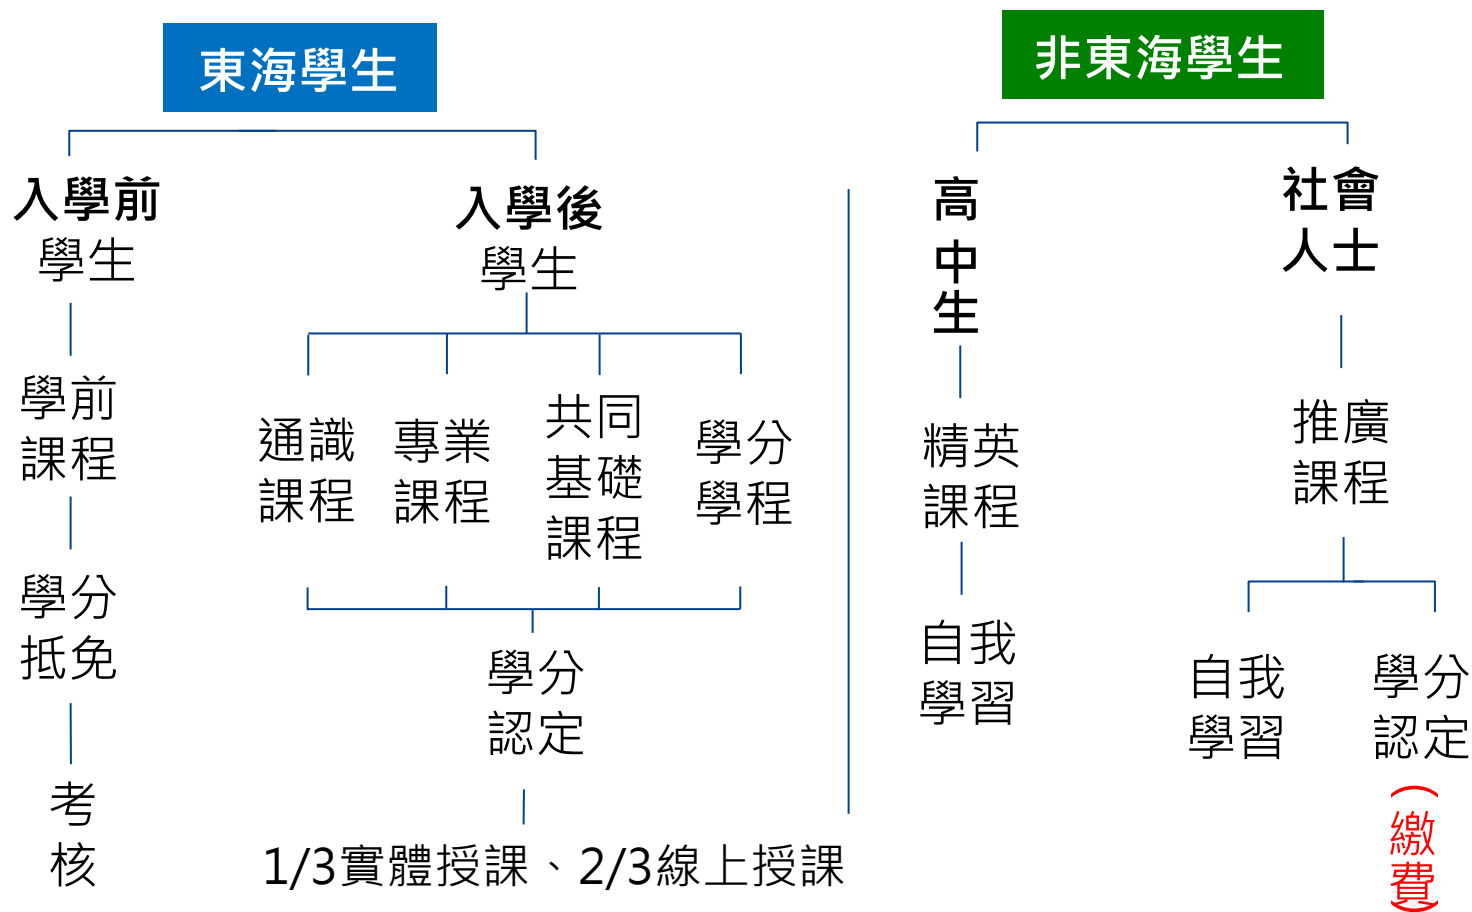 東海學生
入學前
學生
學前
課程
學分
抵免
考
核
入學後
學生
通識
課程
專業
課程
共同
基礎
課程
學分
學程
學分
認定
1/3實體授課、2/3線上授課
非東海學生
高
中
生
精英
課程
自我
學習
社會
人士
推廣
課程
自我
學習
學分
認定
(繳費)